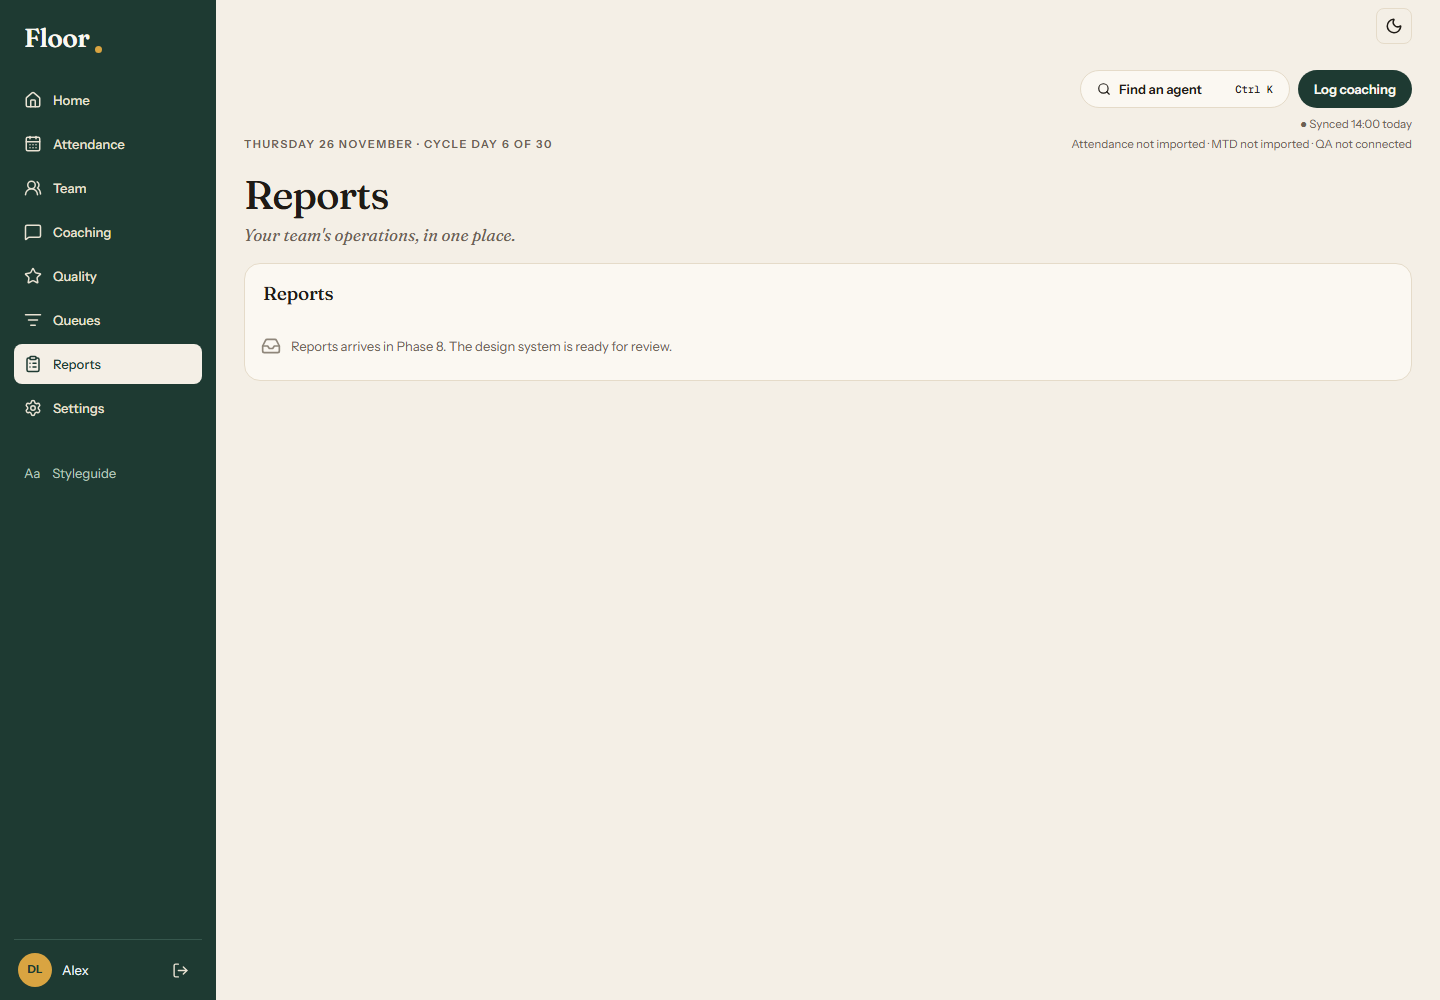 Floor.
Home
Attendance
Team
Coaching
Quality
Queues
Reports
Settings
Aa Styleguide
DL Alex
Find an agent Ctrl K
Log coaching
● Synced 14:00 today
Attendance not imported · MTD not imported · QA not connected
THURSDAY 26 NOVEMBER · CYCLE DAY 6 OF 30
Reports
Your team's operations, in one place.
Reports
Reports arrives in Phase 8. The design system is ready for review.